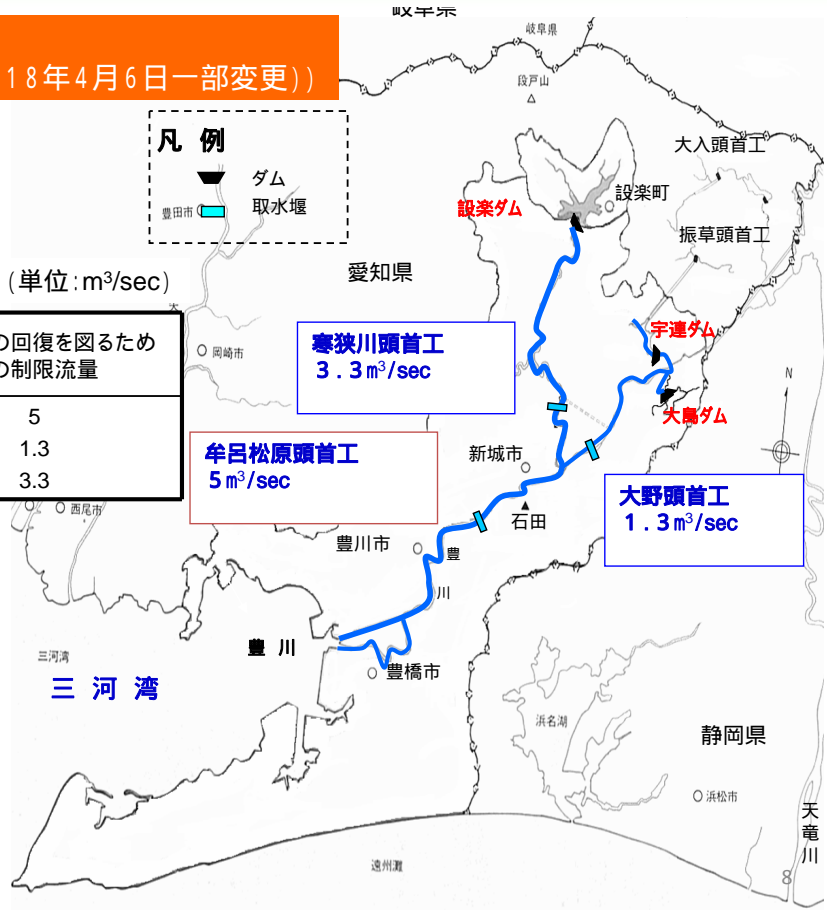 岐阜県
18年4月6日一部変更))
岐阜県
段戸山
凡 例
ダム
豊田市
取水堰
大入頭首工
設楽町
設楽ダム
振草頭首工
(単位:m³/sec)
愛知県
大
の回復を図るため
の制限流量
5
1.3
3.3
岡崎市
寒狭川頭首工
3.3m³/sec
宇連ダム
大島ダム
N
牟呂松原頭首工
5m³/sec
新城市
大野頭首工
1.3m³/sec
石田
西尾市
豊川市
豊
川
三河湾
豊川
三河湾
豊橋市
浜名湖
静岡県
浜松市
天竜川
遠州灘
8